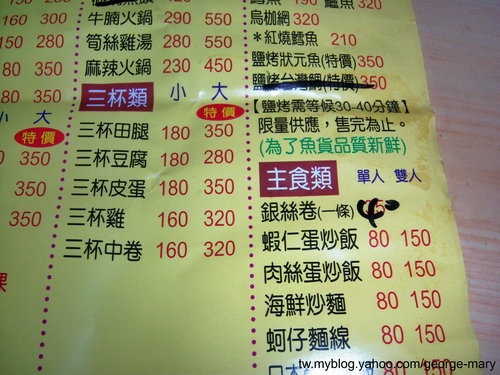 牛腩火鍋 290 550
筍絲雞湯 280 550
麻辣火鍋 230 450
三杯類 小 大
特價
三杯田腿 180 350
三杯豆腐 180 280
三杯皮蛋 180 350
三杯雞 160 320
三杯中卷 160 320
160 300
80 350
小 大
特價
350
350
350
190 鱸魚
烏枷網 320
*紅燒鱈魚 210
鹽烤狀元魚(特價)350
鹽烤台灣鯛(特價)350
【鹽烤需等候30-40分鐘】
限量供應,售完為止。
(為了魚貨品質新鮮)
主食類 單人 雙人
銀絲卷(一條)
蝦仁蛋炒飯 80 150
肉絲蛋炒飯 80 150
海鮮炒麵 80 150
蚵仔麵線 80 150
80 150
tw.myblog.yahoo.com/george-mary